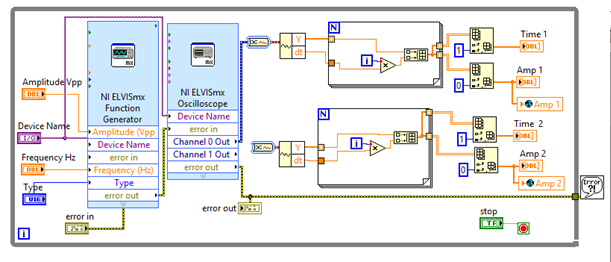 Amplitude Vpp
DBL
Device Name
I/O
Frequency Hz
DBL
Type
U16
error in
NI ELVISmx
Function
Generator
Amplitude (Vpp
Device Name
error in
Frequency (Hz)
Type
error out
NI ELVISmx
Oscilloscope
Device Name
error in
Channel 0 Out
Channel 1 Out
error out
error out
Y
dt
N
i
1
0
Time 1
DBL
Amp 1
DBL
Amp 1
Y
dt
N
i
1
0
Time 2
DBL
Amp 2
DBL
Amp 2
Error
?!
stop
TF
i